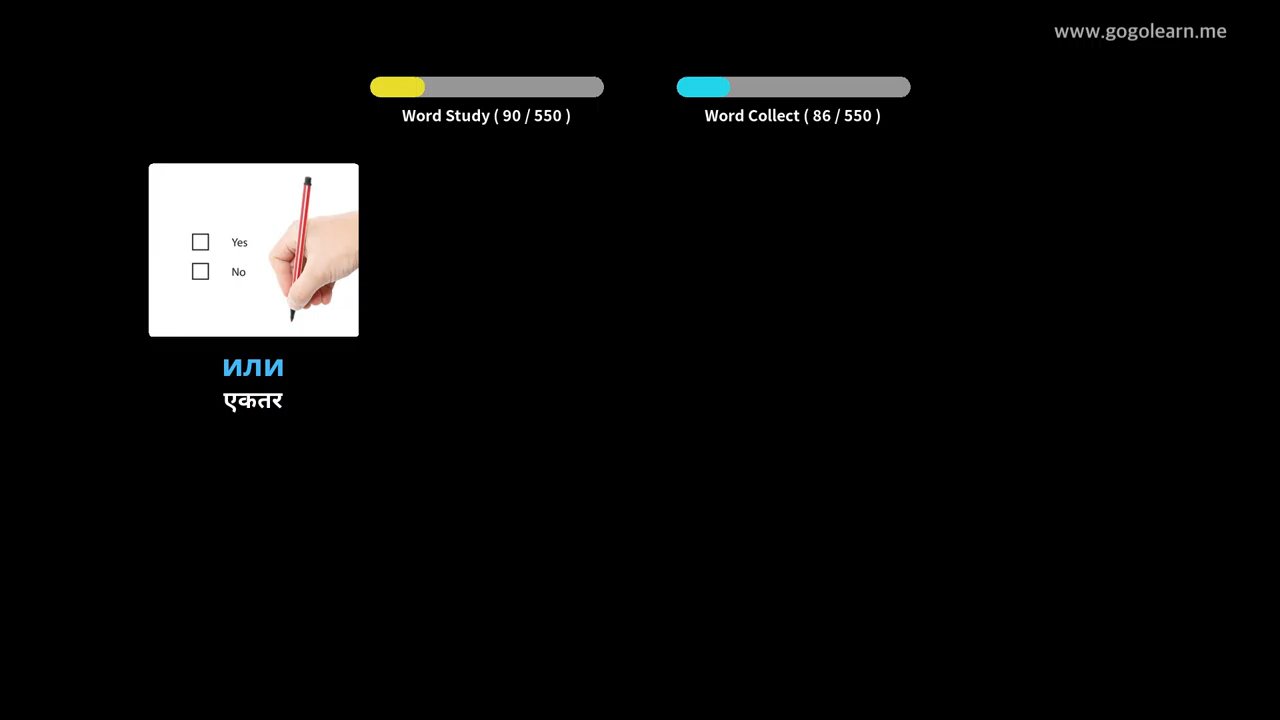 www.gogolearn.me
Word Study ( 90 / 550 )
Word Collect ( 86 / 550 )
Yes
No
или
एकतर